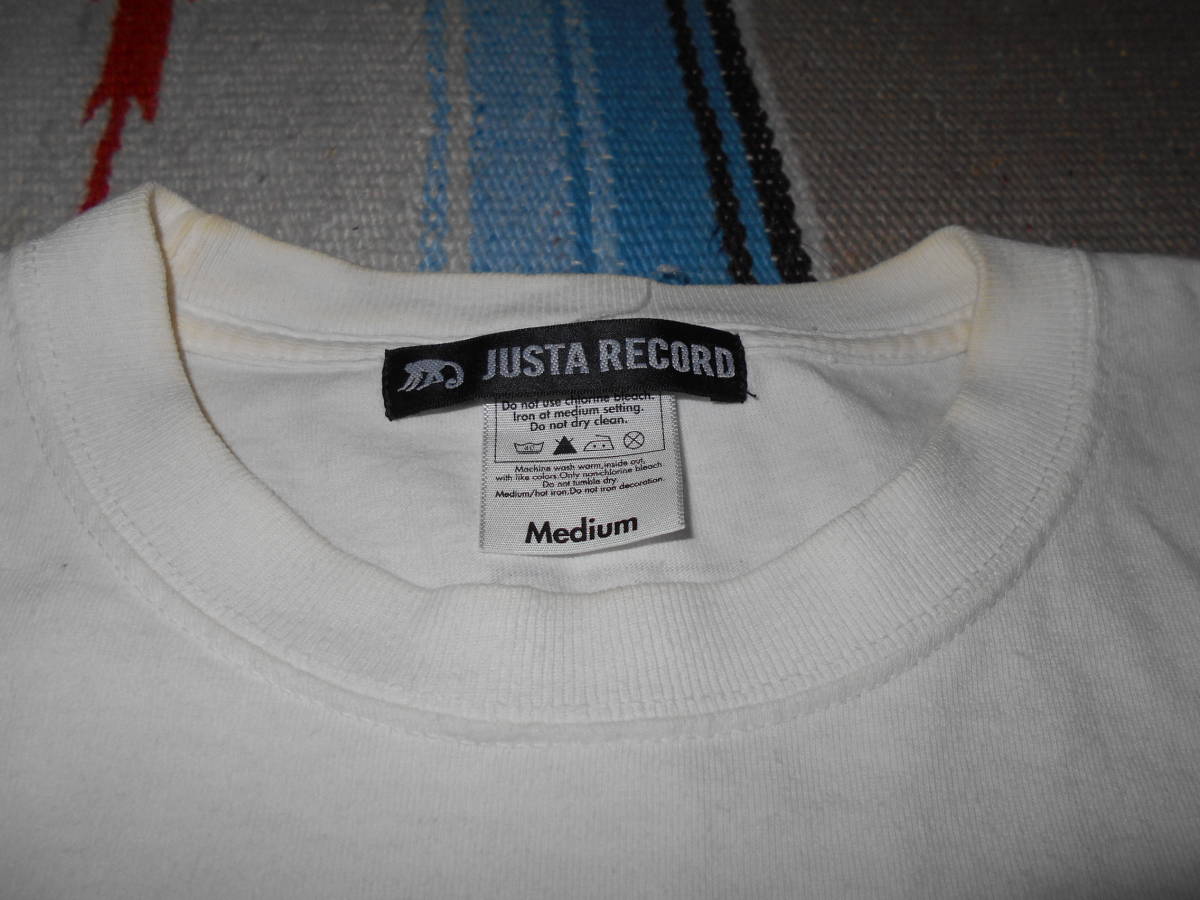 JUSTA RECORD
Do not use chlorine bleach.
Iron at medium setting.
Do not dry clean.
40
Machine wash warm,inside out,
with like colors.Only non-chlorine bleach
Do not tumble dry
Medium/hot iron.Do not iron decoration.
Medium